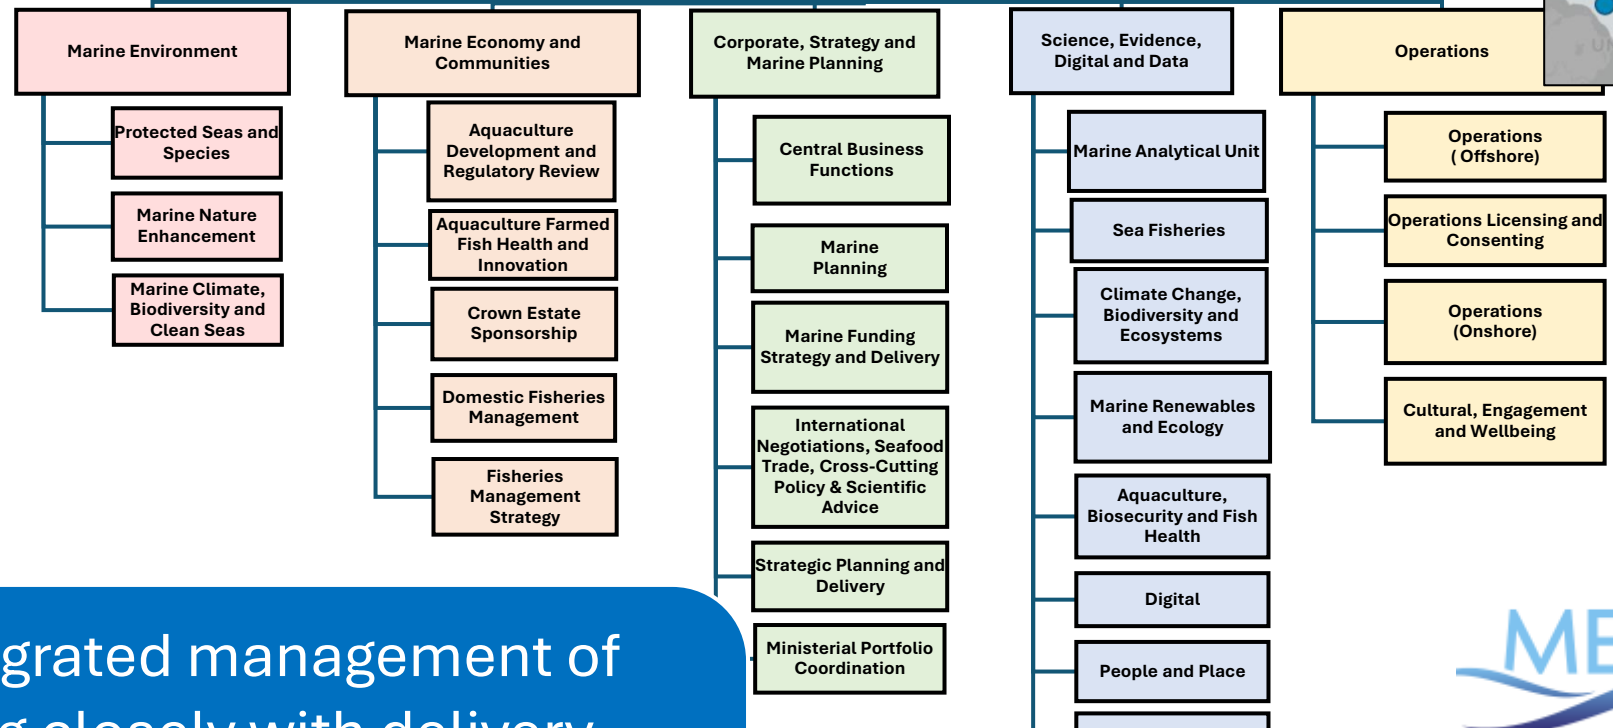 Marine Environment
Protected Seas and
Species
Marine Nature
Enhancement
Marine Climate,
Biodiversity and
Clean Seas
Marine Economy and
Communities
Aquaculture
Development and
Regulatory Review
Aquaculture Farmed
Fish Health and
Innovation
Crown Estate
Sponsorship
Domestic Fisheries
Management
Fisheries
Management
Strategy
Corporate, Strategy and
Marine Planning
Central Business
Functions
Marine
Planning
Marine Funding
Strategy and Delivery
International
Negotiations, Seafood
Trade, Cross-Cutting
Policy & Scientific
Advice
Strategic Planning and
Delivery
Ministerial Portfolio
Coordination
Science, Evidence,
Digital and Data
Marine Analytical Unit
Sea Fisheries
Climate Change,
Biodiversity and
Ecosystems
Marine Renewables
and Ecology
Aquaculture,
Biosecurity and Fish
Health
Digital
People and Place
Operations
Operations
( Offshore)
Operations Licensing and
Consenting
Operations
(Onshore)
Cultural, Engagement
and Wellbeing
grated management of
g closely with delivery